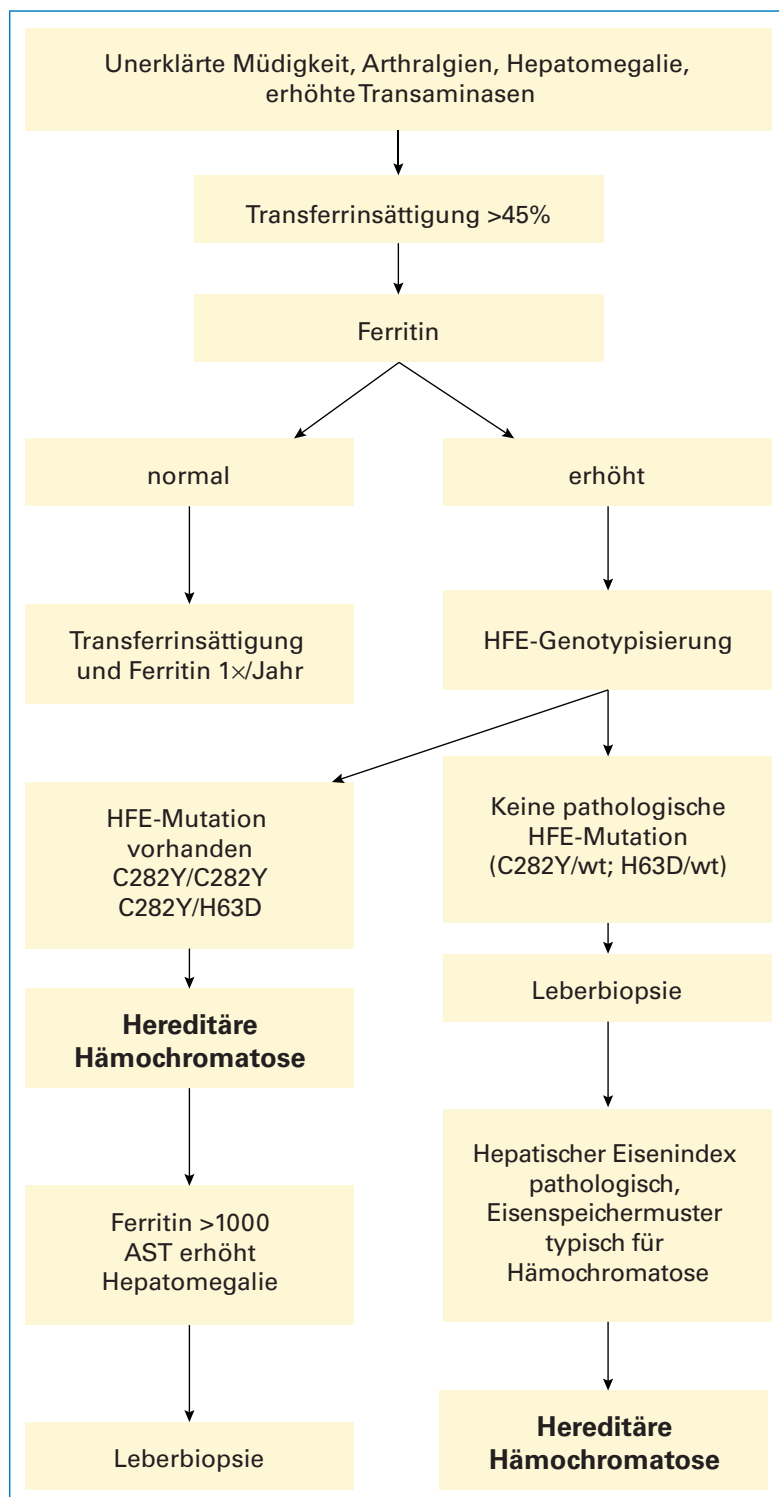 Unerklärte Müdigkeit, Arthralgien, Hepatomegalie,
erhöhte Transaminasen
Transferrinsättigung >45%
Ferritin
normal
erhöht
Transferrinsättigung
und Ferritin 1×/Jahr
HFE-Genotypisierung
HFE-Mutation
vorhanden
C282Y/C282Y
C282Y/H63D
Keine pathologische
HFE-Mutation
(C282Y/wt; H63D/wt)
Hereditäre
Hämochromatose
Leberbiopsie
Ferritin >1000
AST erhöht
Hepatomegalie
Hepatischer Eisenindex
pathologisch,
Eisenspeichermuster
typisch für
Hämochromatose
Leberbiopsie
Hereditäre
Hämochromatose